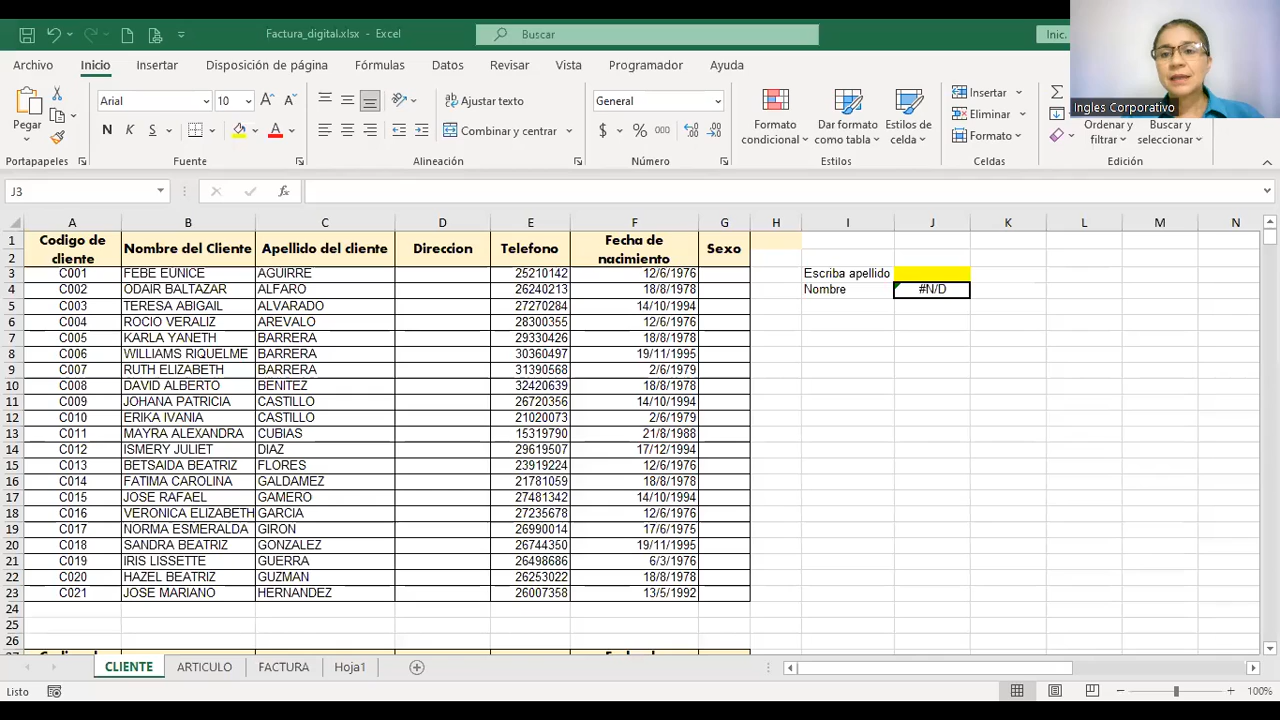 Factura_digital.xlsx - Excel
Buscar
Inic.
Ingles Corporativo
Archivo Inicio Insertar Disposición de página Fórmulas Datos Revisar Vista Programador Ayuda
Pegar
Portapapeles
Arial 10
N K S
Fuente
Ajustar texto
Combinar y centrar
Alineación
General
$ % 000
Número
Formato condicional
Dar formato como tabla
Estilos de celda
Estilos
Insertar
Eliminar
Formato
Celdas
Ordenar y filtrar
Buscar y seleccionar
Edición
J3
fx
A B C D E F G H I J K L M N
1 2 Codigo de cliente Nombre del Cliente Apellido del cliente Direccion Telefono Fecha de nacimiento Sexo
3 C001 FEBE EUNICE AGUIRRE 25210142 12/6/1976 Escriba apellido
4 C002 ODAIR BALTAZAR ALFARO 26240213 18/8/1978 Nombre #N/D
5 C003 TERESA ABIGAIL ALVARADO 27270284 14/10/1994
6 C004 ROCIO VERALIZ AREVALO 28300355 12/6/1976
7 C005 KARLA YANETH BARRERA 29330426 18/8/1978
8 C006 WILLIAMS RIQUELME BARRERA 30360497 19/11/1995
9 C007 RUTH ELIZABETH BARRERA 31390568 2/6/1979
10 C008 DAVID ALBERTO BENITEZ 32420639 18/8/1978
11 C009 JOHANA PATRICIA CASTILLO 26720356 14/10/1994
12 C010 ERIKA IVANIA CASTILLO 21020073 2/6/1979
13 C011 MAYRA ALEXANDRA CUBIAS 15319790 21/8/1988
14 C012 ISMERY JULIET DIAZ 29619507 17/12/1994
15 C013 BETSAIDA BEATRIZ FLORES 23919224 12/6/1976
16 C014 FATIMA CAROLINA GALDAMEZ 21781059 18/8/1978
17 C015 JOSE RAFAEL GAMERO 27481342 14/10/1994
18 C016 VERONICA ELIZABETH GARCIA 27235678 12/6/1976
19 C017 NORMA ESMERALDA GIRON 26990014 17/6/1975
20 C018 SANDRA BEATRIZ GONZALEZ 26744350 19/11/1995
21 C019 IRIS LISSETTE GUERRA 26498686 6/3/1976
22 C020 HAZEL BEATRIZ GUZMAN 26253022 18/8/1978
23 C021 JOSE MARIANO HERNANDEZ 26007358 13/5/1992
24
25
26
CLIENTE ARTICULO FACTURA Hoja1
Listo
100%